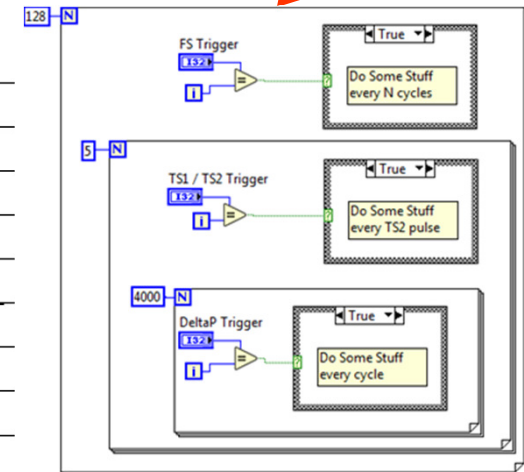 128 N
FS Trigger
I32
i
=
True
?
Do Some Stuff
every N cycles
5 N
TS1 / TS2 Trigger
I32
i
=
True
?
Do Some Stuff
every TS2 pulse
4000 N
DeltaP Trigger
I32
i
=
True
?
Do Some Stuff
every cycle